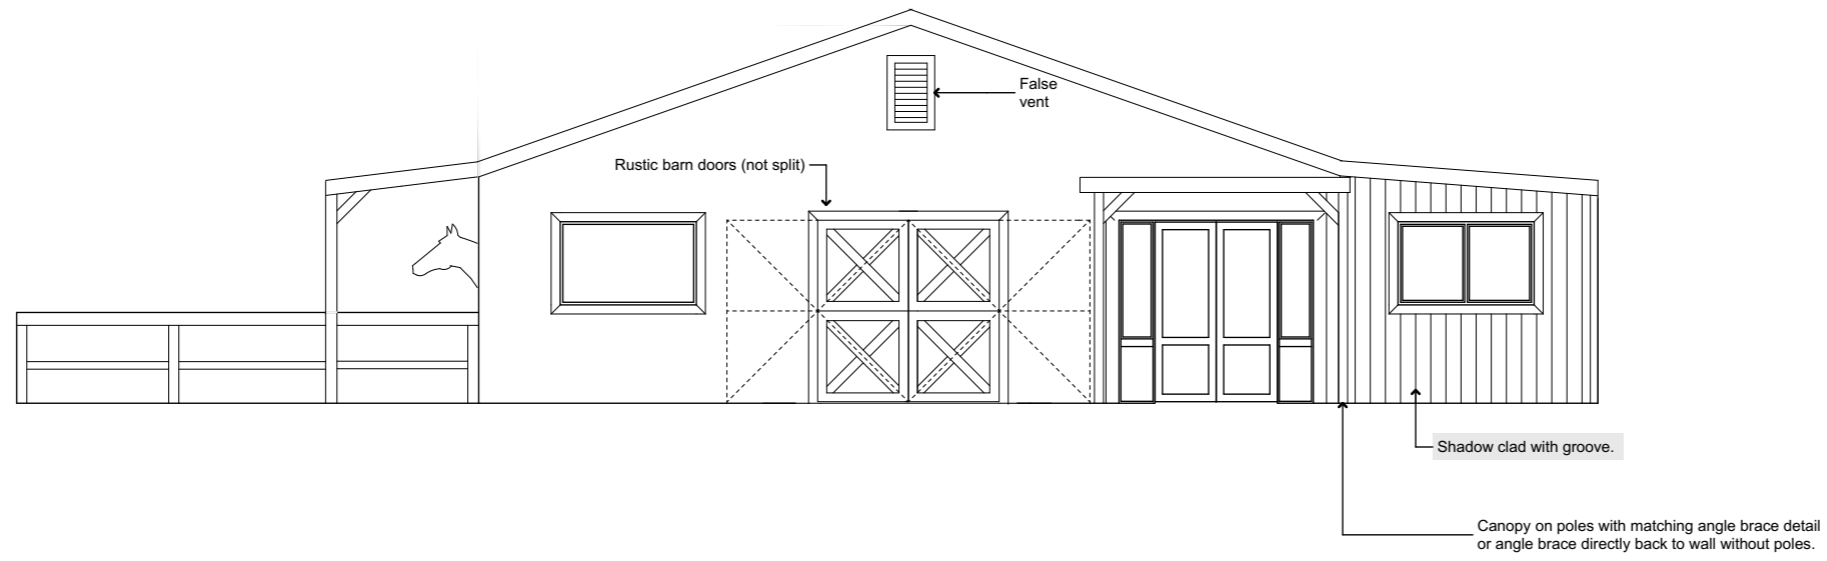 False
vent
Rustic barn doors (not split)
Shadow clad with groove.
Canopy on poles with matching angle brace detail
or angle brace directly back to wall without poles.